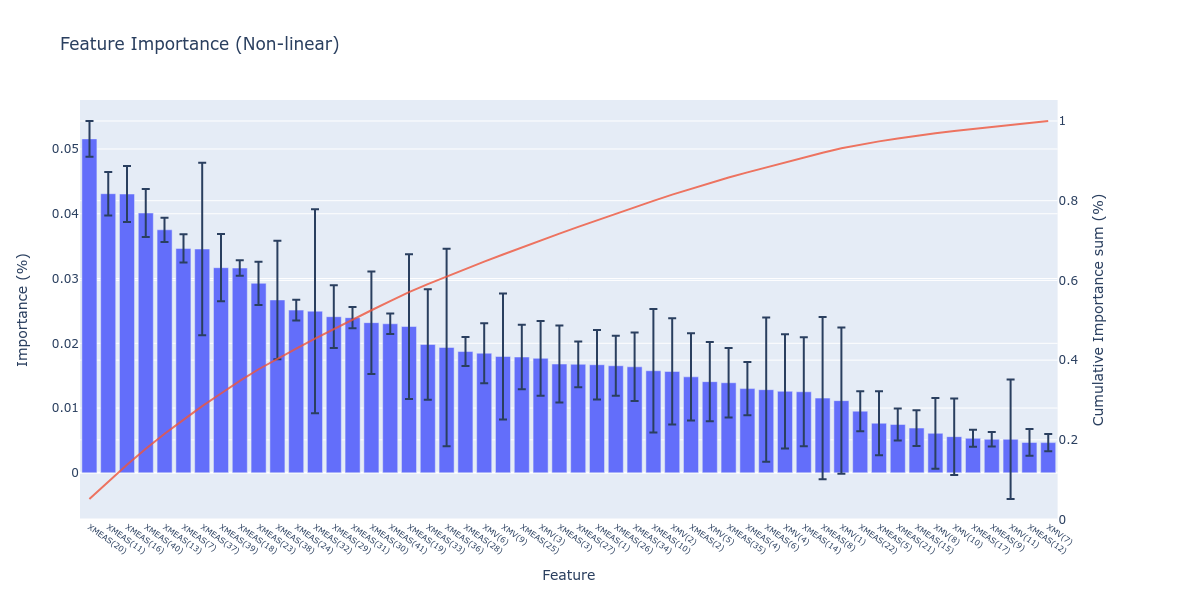 Feature Importance (Non-linear)
Importance (%)
0.05
0.04
0.03
0.02
0.01
0
1
0.8
0.6
0.4
0.2
0
Cumulative Importance sum (%)
XMEAS(20)
XMEAS(11)
XMEAS(16)
XMEAS(40)
XMEAS(13)
XMEAS(7)
XMEAS(37)
XMEAS(39)
XMEAS(18)
XMEAS(23)
XMEAS(38)
XMEAS(24)
XMEAS(32)
XMEAS(29)
XMEAS(31)
XMEAS(30)
XMEAS(41)
XMEAS(19)
XMEAS(33)
XMEAS(36)
XMEAS(28)
XMV(6)
XMV(9)
XMEAS(25)
XMV(3)
XMEAS(3)
XMEAS(27)
XMEAS(1)
XMEAS(26)
XMEAS(34)
XMEAS(10)
XMV(2)
XMEAS(2)
XMV(5)
XMEAS(35)
XMEAS(4)
XMEAS(6)
XMV(4)
XMEAS(14)
XMEAS(8)
XMV(1)
XMEAS(22)
XMEAS(5)
XMEAS(21)
XMEAS(15)
XMV(8)
XMV(10)
XMEAS(17)
XMEAS(9)
XMV(11)
XMEAS(12)
XMV(7)
Feature